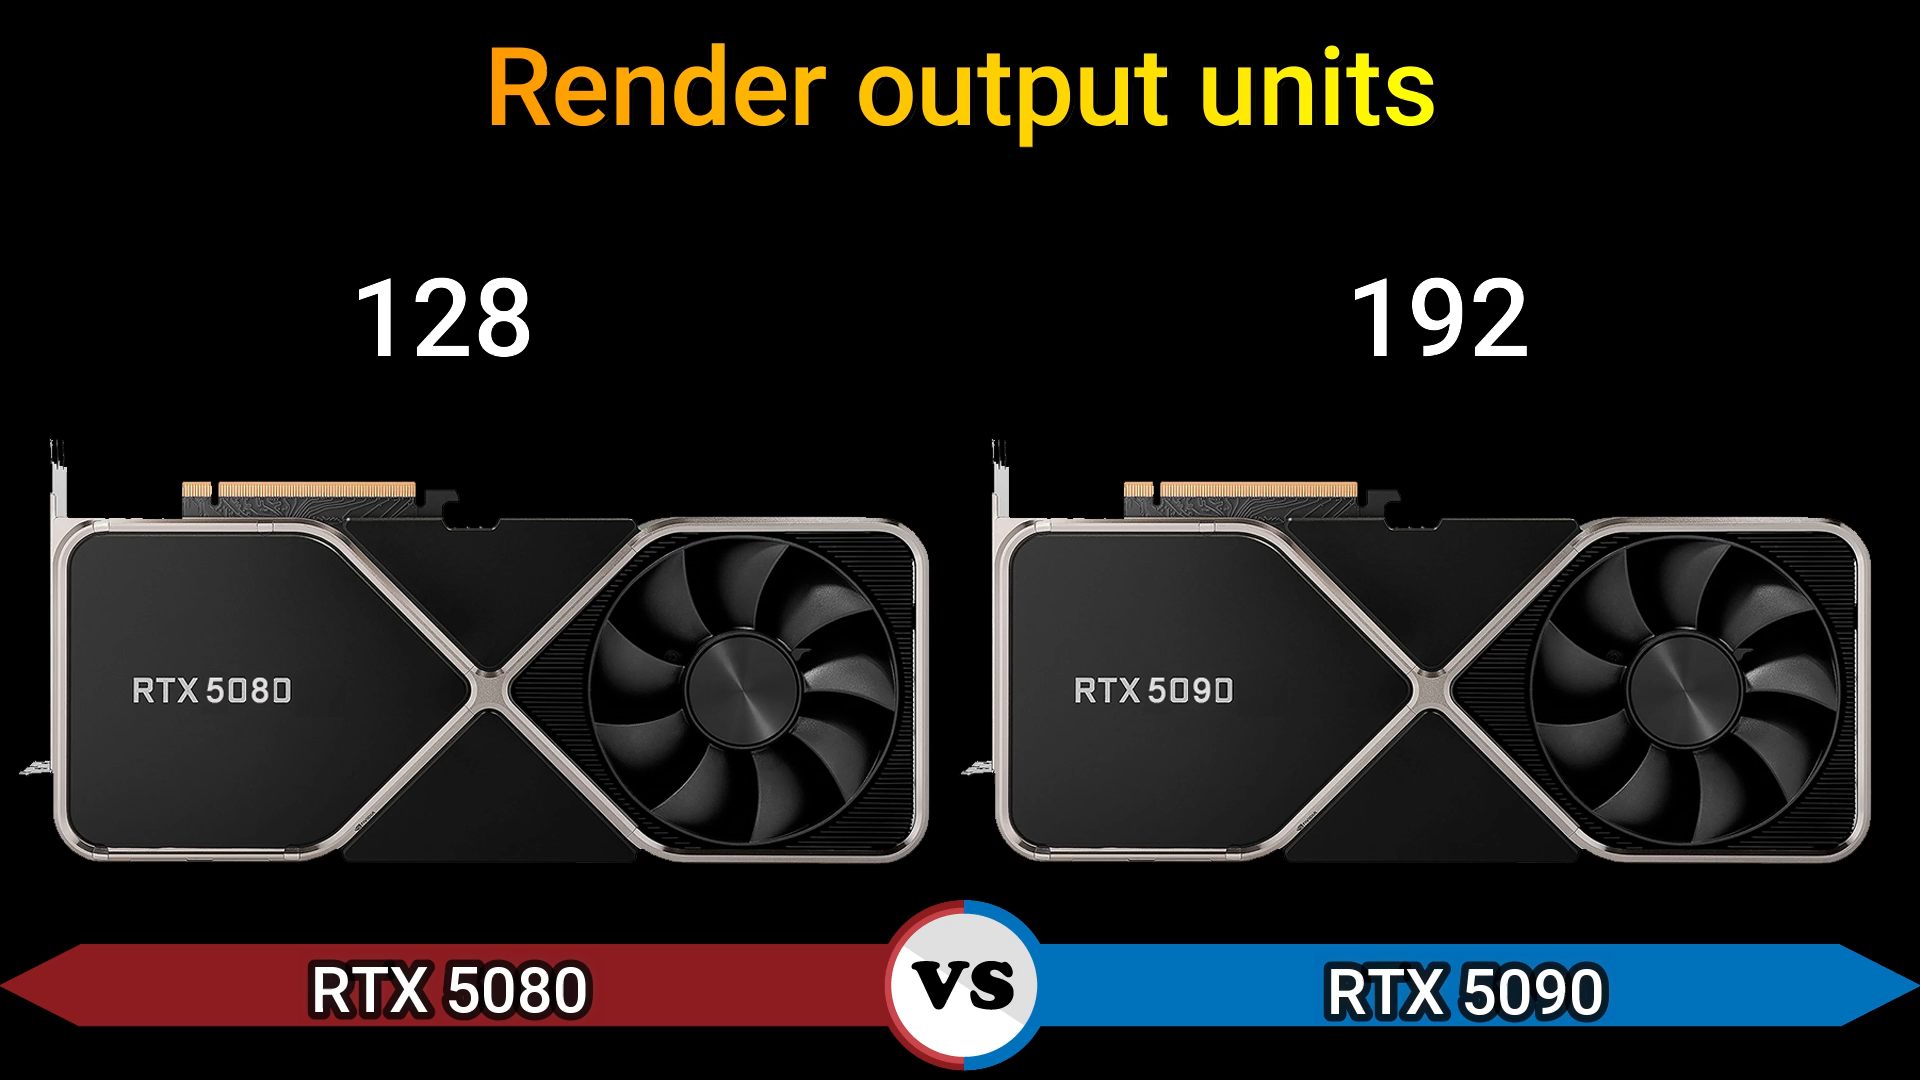 Render output units
128
192
RTX 5080
RTX 5090
RTX 5080
VS
RTX 5090